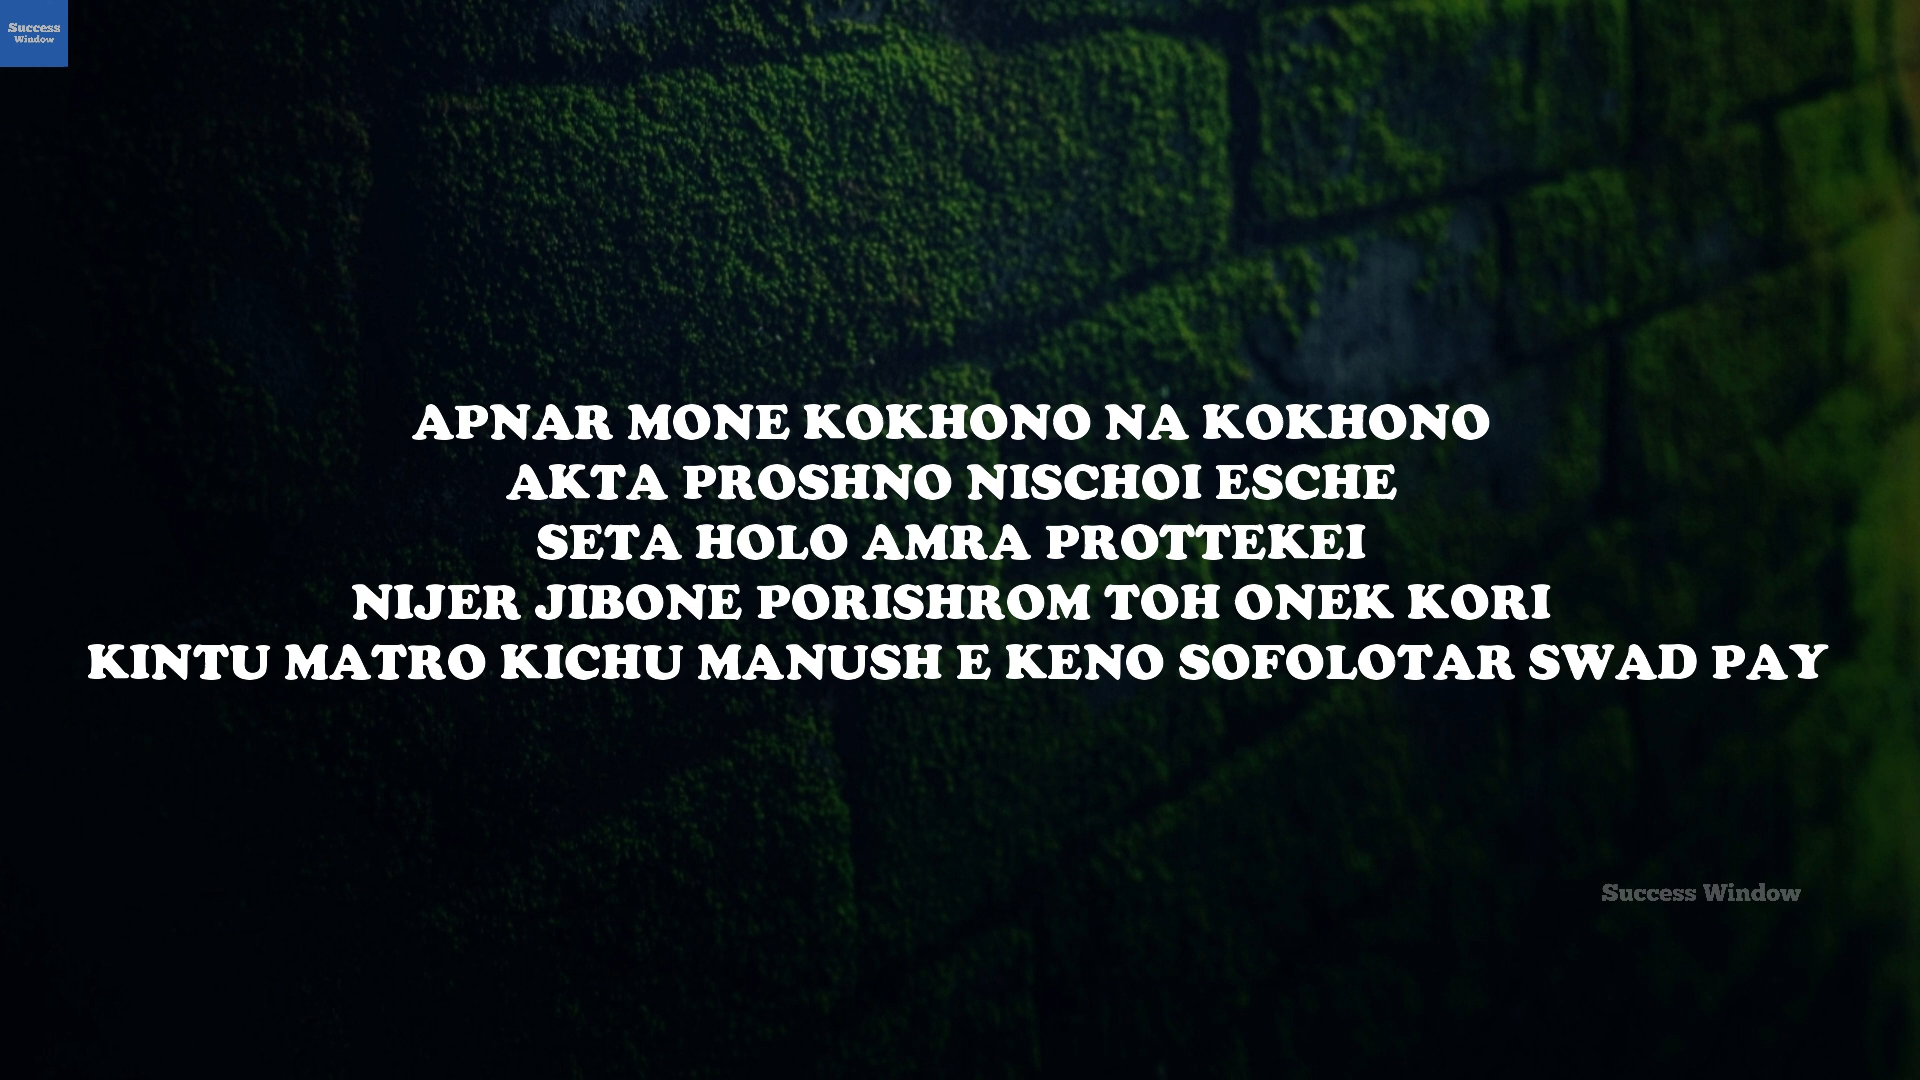 Success
Window
APNAR MONE KOKHONO NA KOKHONO
AKTA PROSHNO NISCHOI ESCHE
SETA HOLO AMRA PROTTEKEI
NIJER JIBONE PORISHROM TOH ONEK KORI
KINTU MATRO KICHU MANUSH E KENO SOFOLOTAR SWAD PAY
Success Window